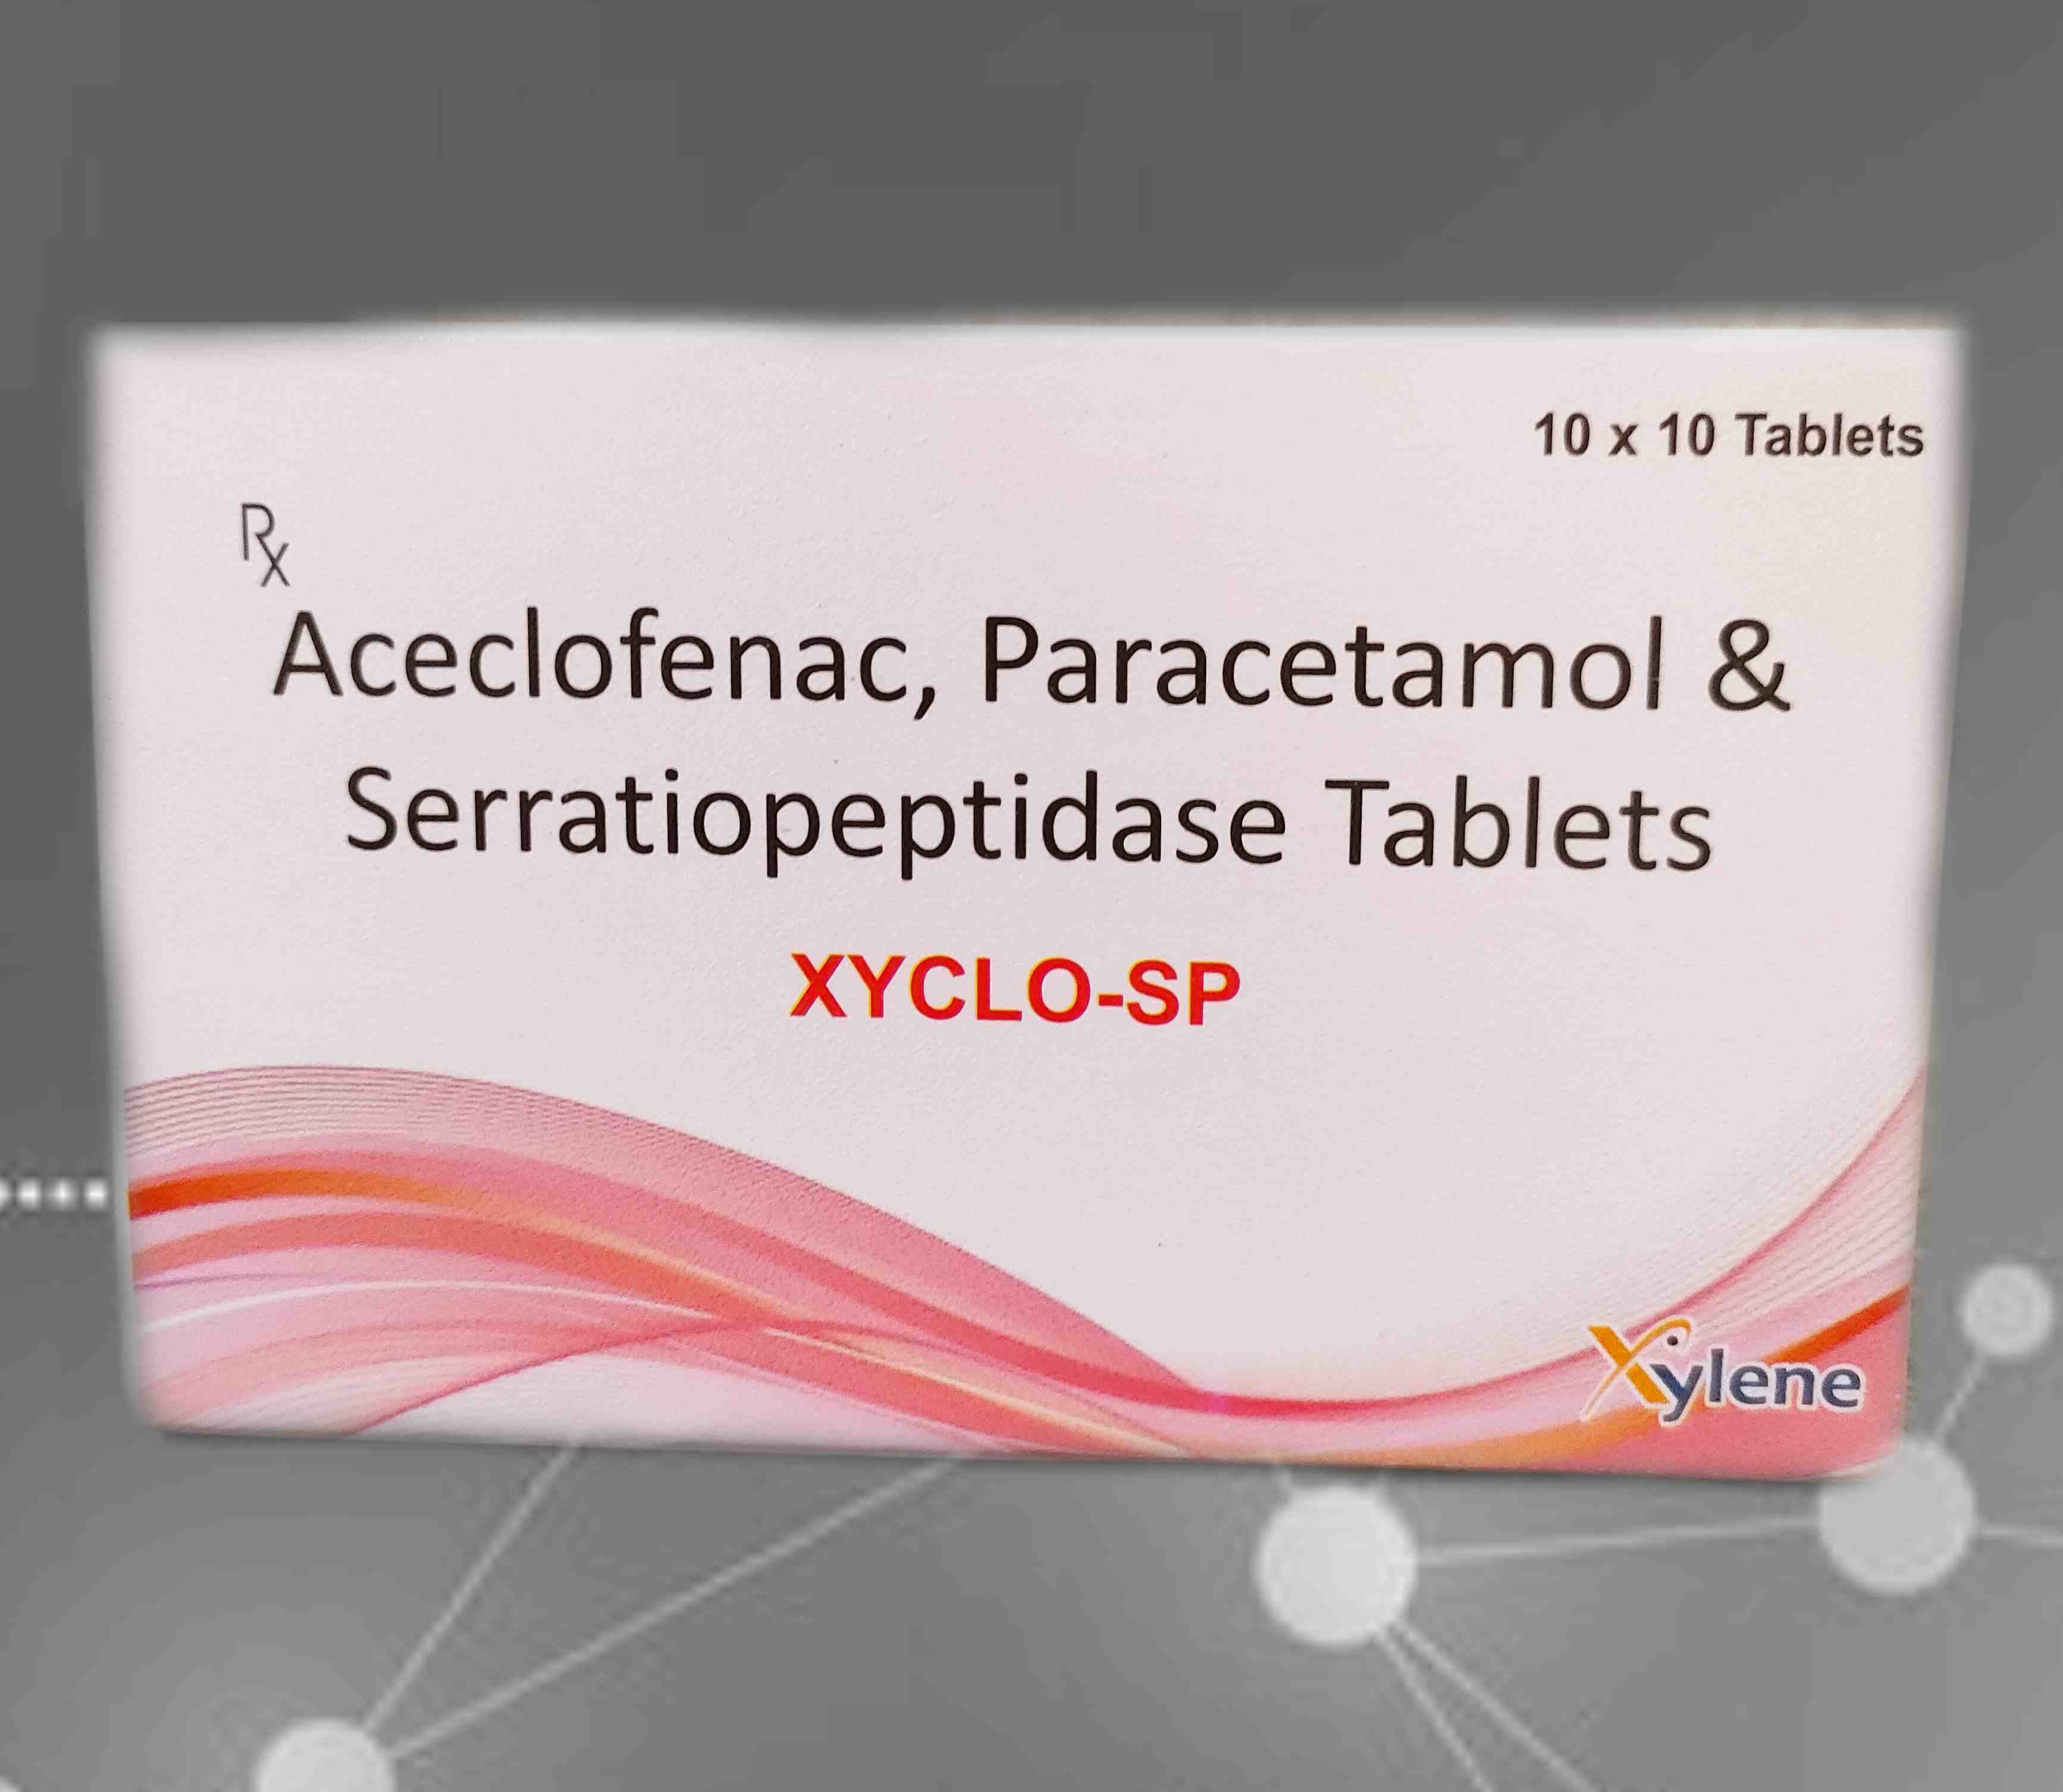 10 x 10 Tablets
Rx
Aceclofenac, Paracetamol &
Serratiopeptidase Tablets
XYCLO-SP
Xylene